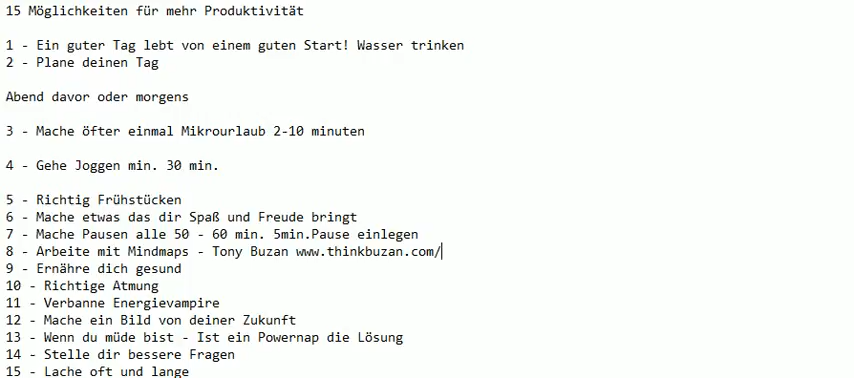 15 Möglichkeiten für mehr Produktivität
1 - Ein guter Tag lebt von einem guten Start! Wasser trinken
2 - Plane deinen Tag
Abend davor oder morgens
3 - Mache öfter einmal Mikrourlaub 2-10 minuten
4 - Gehe Joggen min. 30 min.
5 - Richtig Frühstücken
6 - Mache etwas das dir Spaß und Freude bringt
7 - Mache Pausen alle 50 - 60 min. 5min.Pause einlegen
8 - Arbeite mit Mindmaps - Tony Buzan www.thinkbuzan.com/
9 - Ernähre dich gesund
10 - Richtige Atmung
11 - Verbanne Energievampire
12 - Mache ein Bild von deiner Zukunft
13 - Wenn du müde bist - Ist ein Powernap die Lösung
14 - Stelle dir bessere Fragen
15 - Lache oft und lange